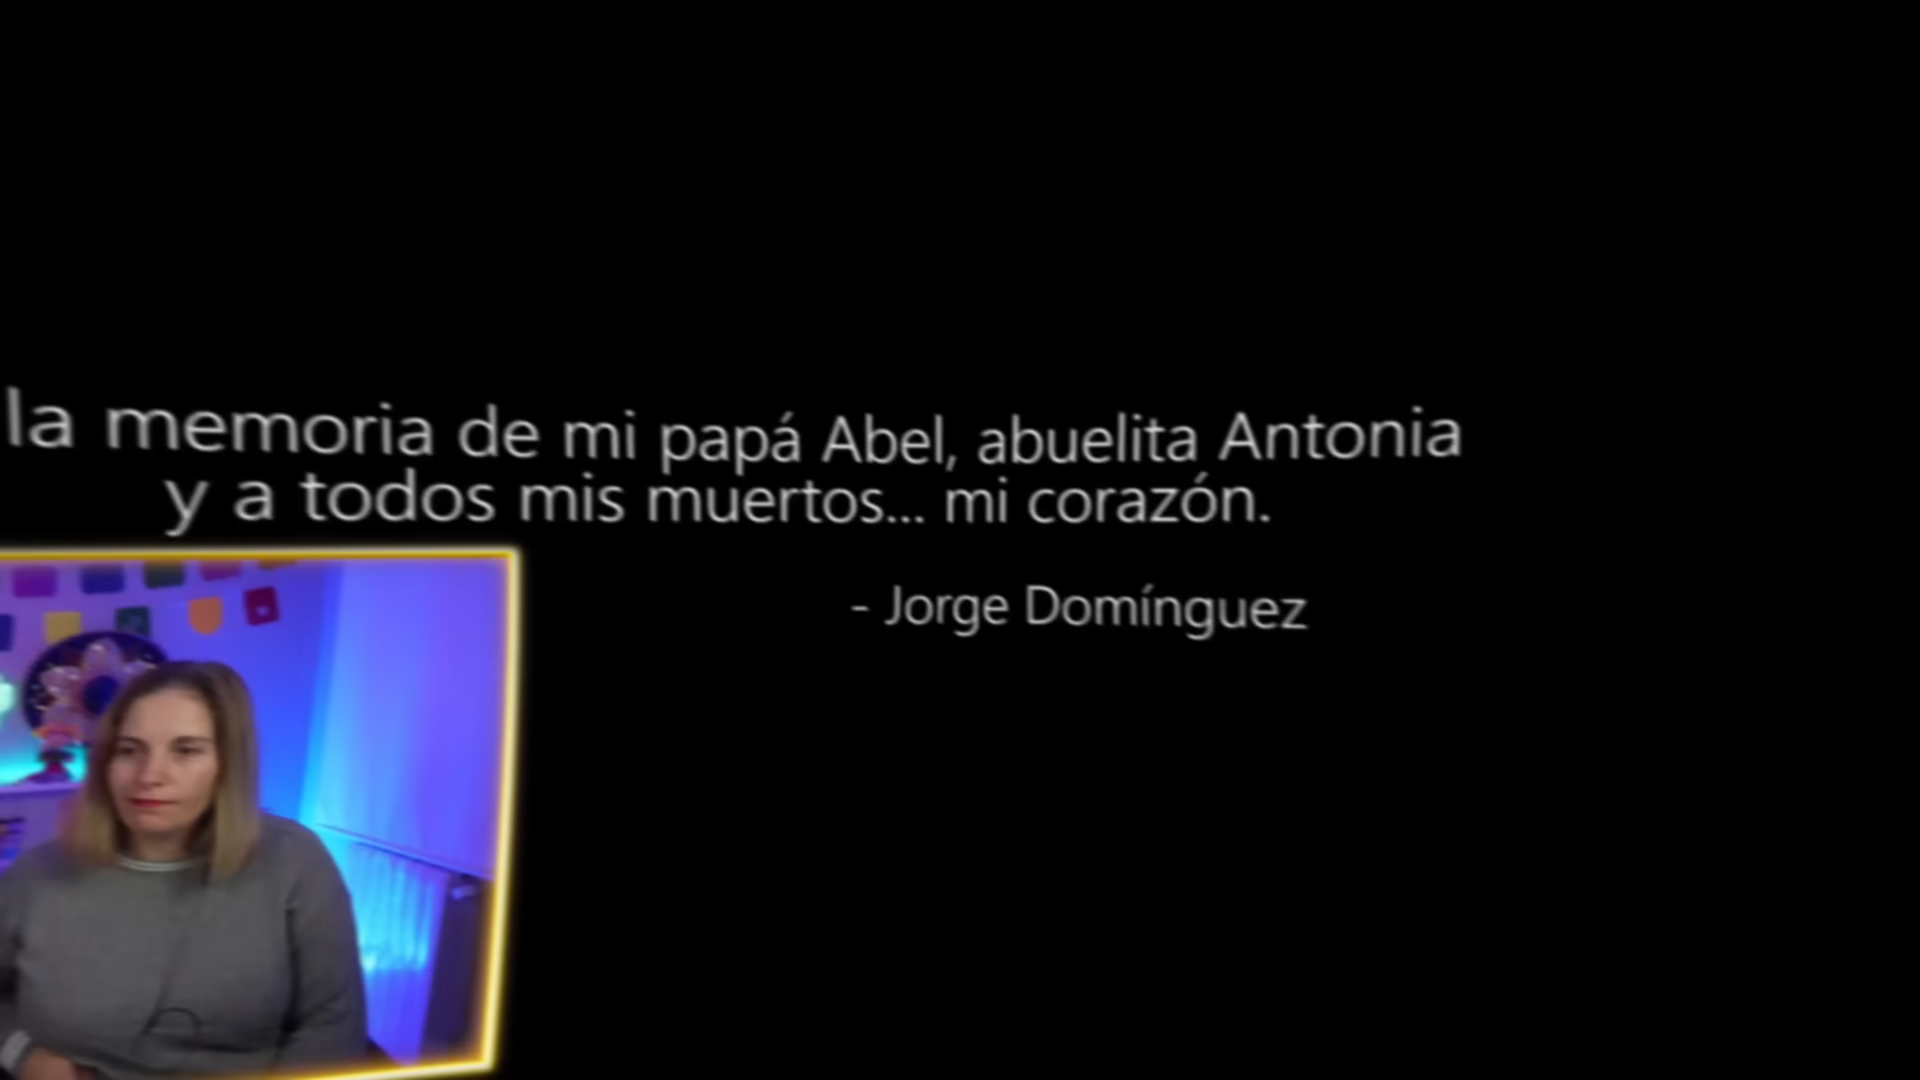 la memoria de mi papá Abel, abuelita Antonia
y a todos mis muertos... mi corazón.
- Jorge Domínguez